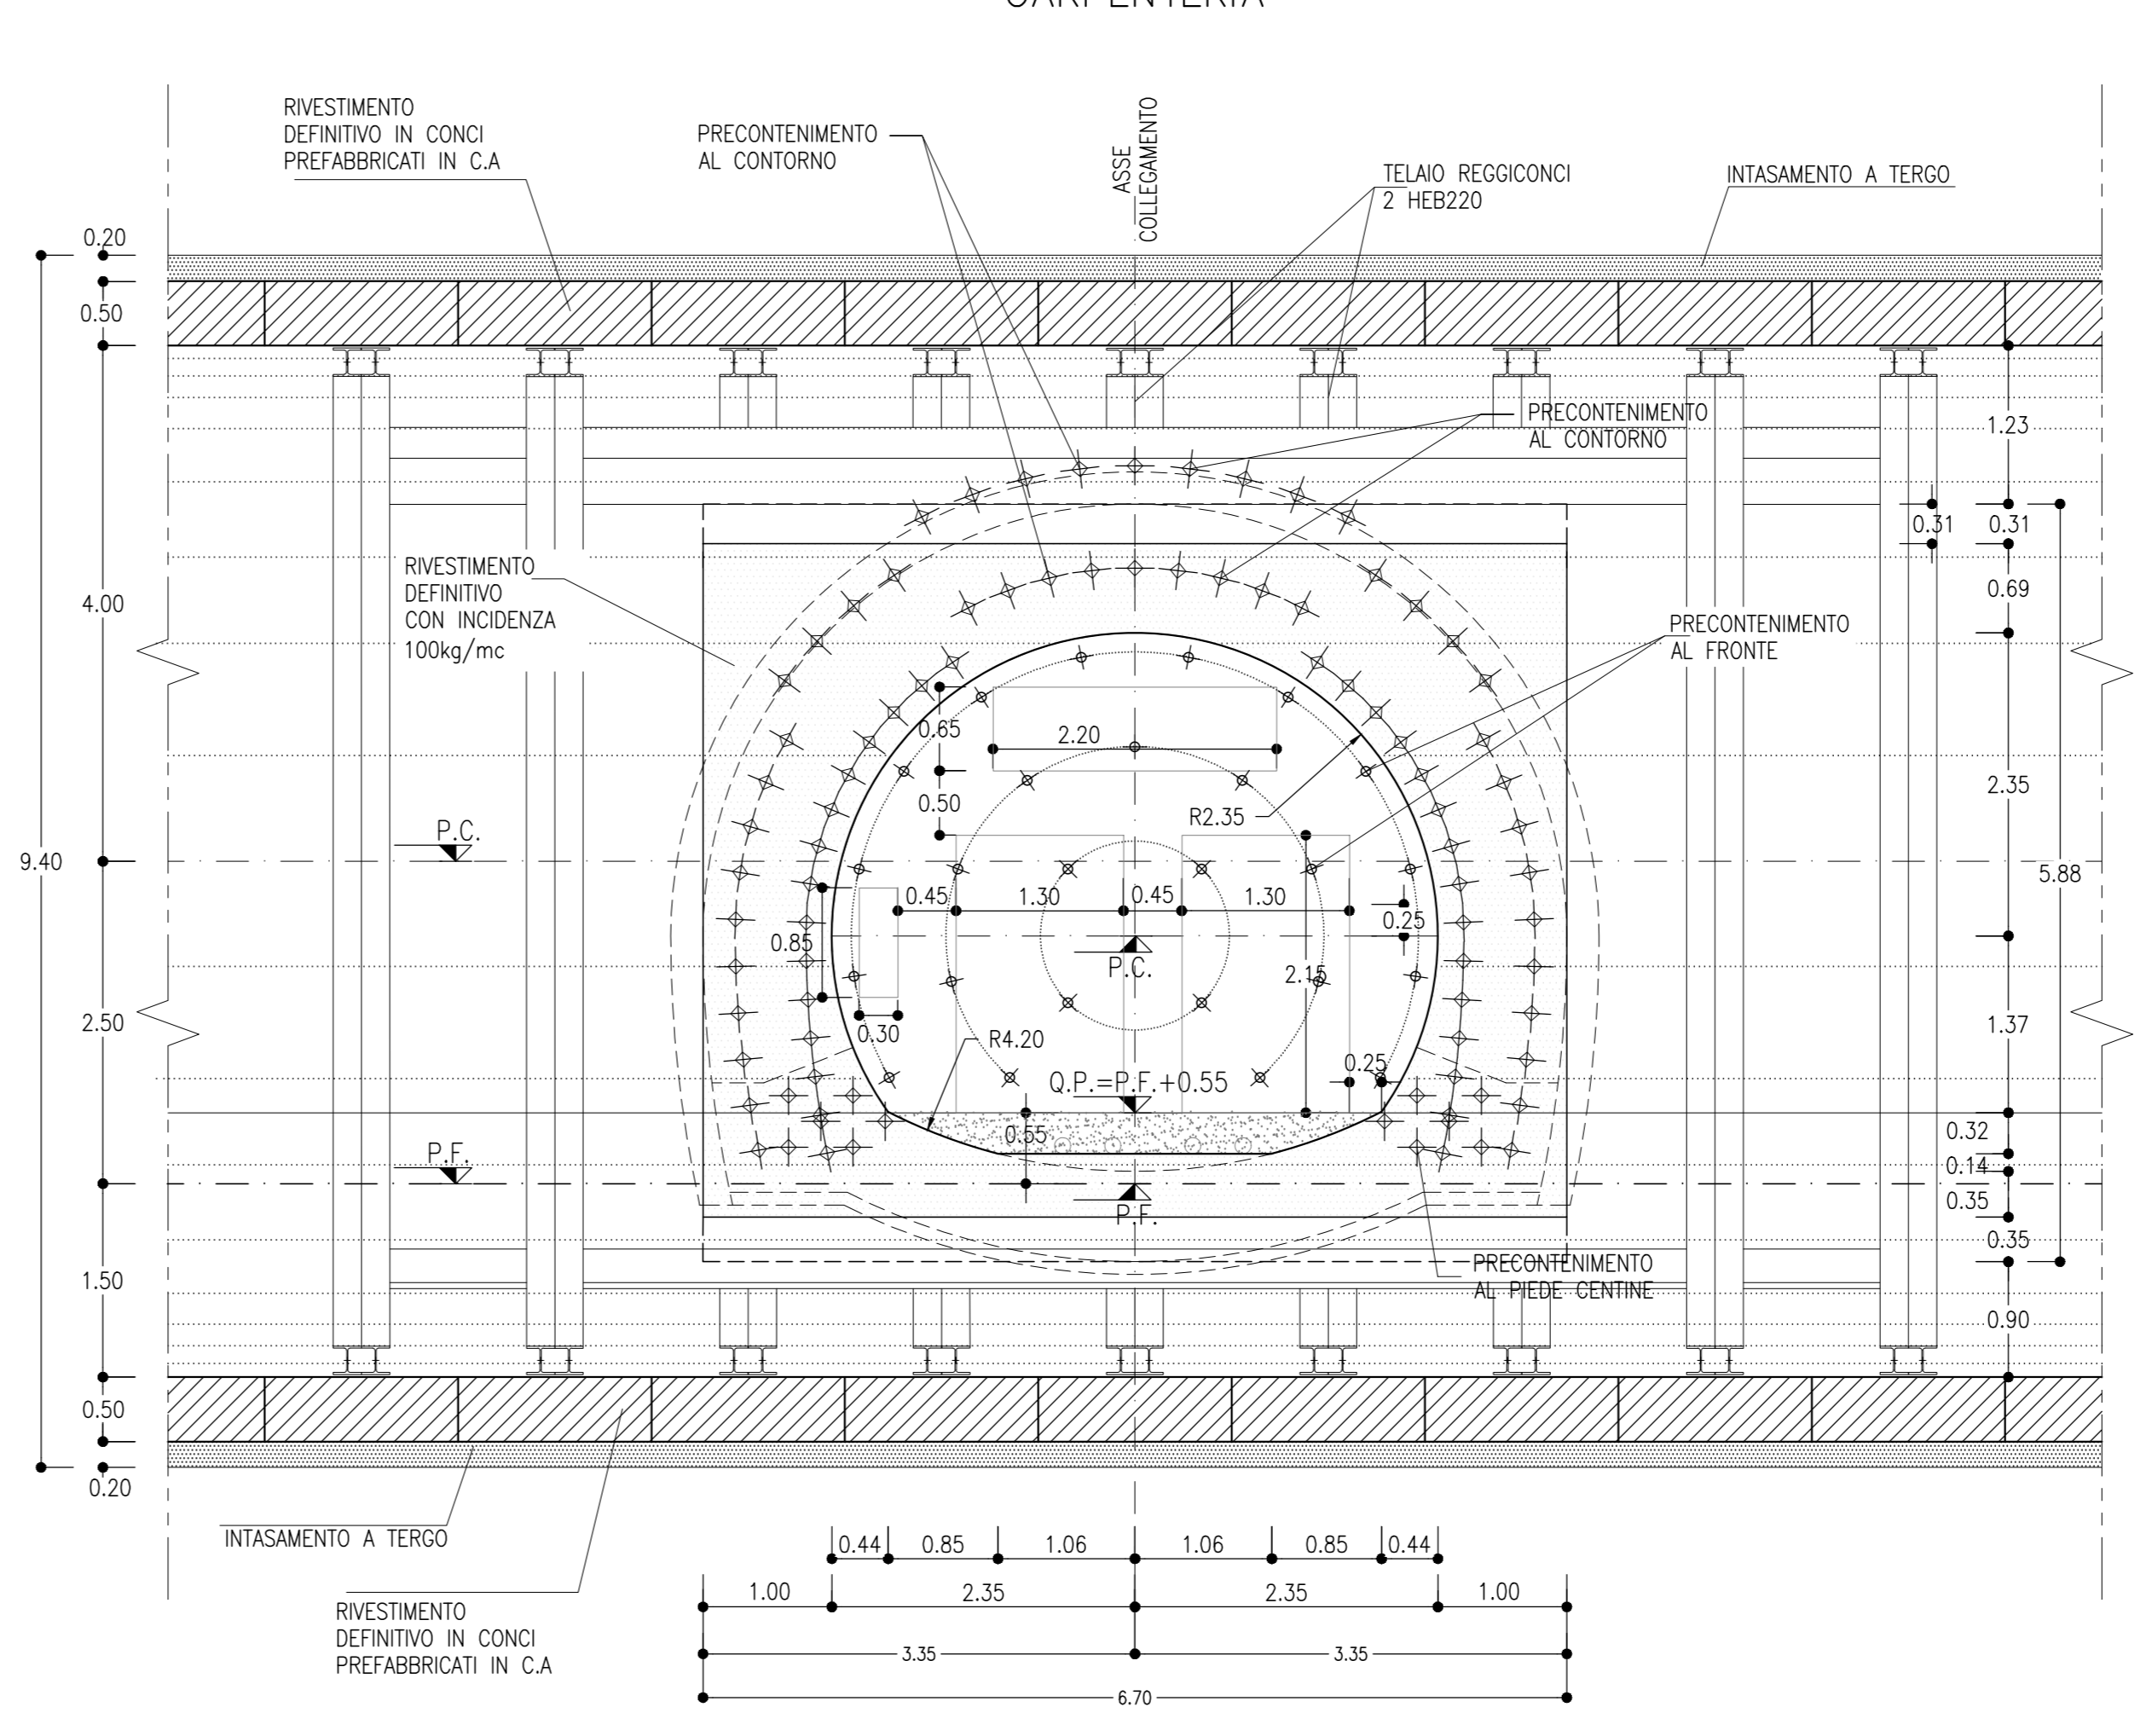 CARPENTERIA
RIVESTIMENTO
DEFINITIVO IN CONCI
PREFABBRICATI IN C.A
PRECONTENIMENTO
AL CONTORNO
ASSE
COLLEGAMENTO
TELAIO REGGICONCI
2 HEB220
INTASAMENTO A TERGO
0.20
0.50
4.00
9.40
2.50
1.50
0.50
0.20
PRECONTENIMENTO
AL CONTORNO
1.23
0.31
0.31
0.69
RIVESTIMENTO
DEFINITIVO
CON INCIDENZA
100kg/mc
PRECONTENIMENTO
AL FRONTE
0.65
2.20
0.50
R2.35
2.35
P.C.
5.88
0.45
1.30
0.45
1.30
0.25
0.85
P.C.
2.15
0.30
R4.20
1.37
0.25
Q.P.=P.F.+0.55
0.55
0.32
0.14
0.35
0.35
P.F.
P.F.
PRECONTENIMENTO
AL PIEDE CENTINE
0.90
INTASAMENTO A TERGO
RIVESTIMENTO
DEFINITIVO IN CONCI
PREFABBRICATI IN C.A
0.44
0.85
1.06
1.06
0.85
0.44
1.00
2.35
2.35
1.00
3.35
3.35
6.70